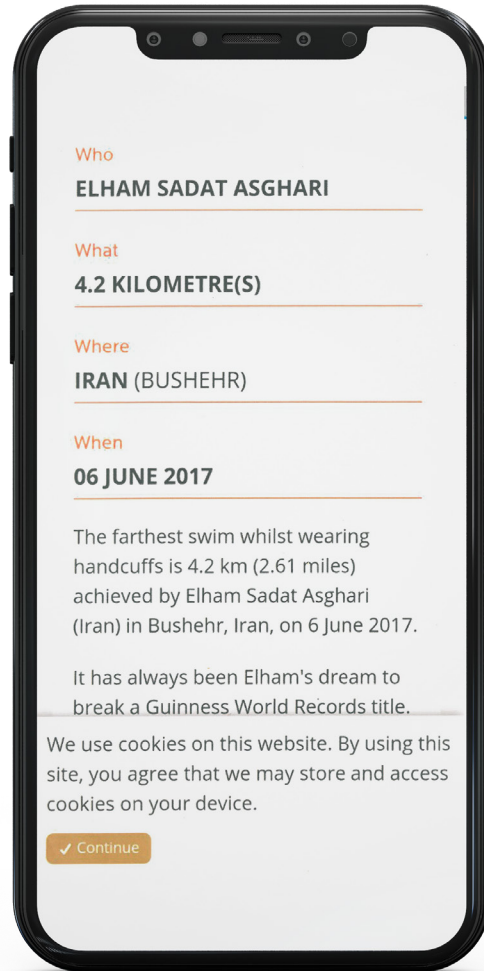 Who
ELHAM SADAT ASGHARI
What
4.2 KILOMETRE(S)
Where
IRAN (BUSHEHR)
When
06 JUNE 2017
The farthest swim whilst wearing
handcuffs is 4.2 km (2.61 miles)
achieved by Elham Sadat Asghari
(Iran) in Bushehr, Iran, on 6 June 2017.
It has always been Elham's dream to
break a Guinness World Records title.
We use cookies on this website. By using this
site, you agree that we may store and access
cookies on your device.
✓ Continue